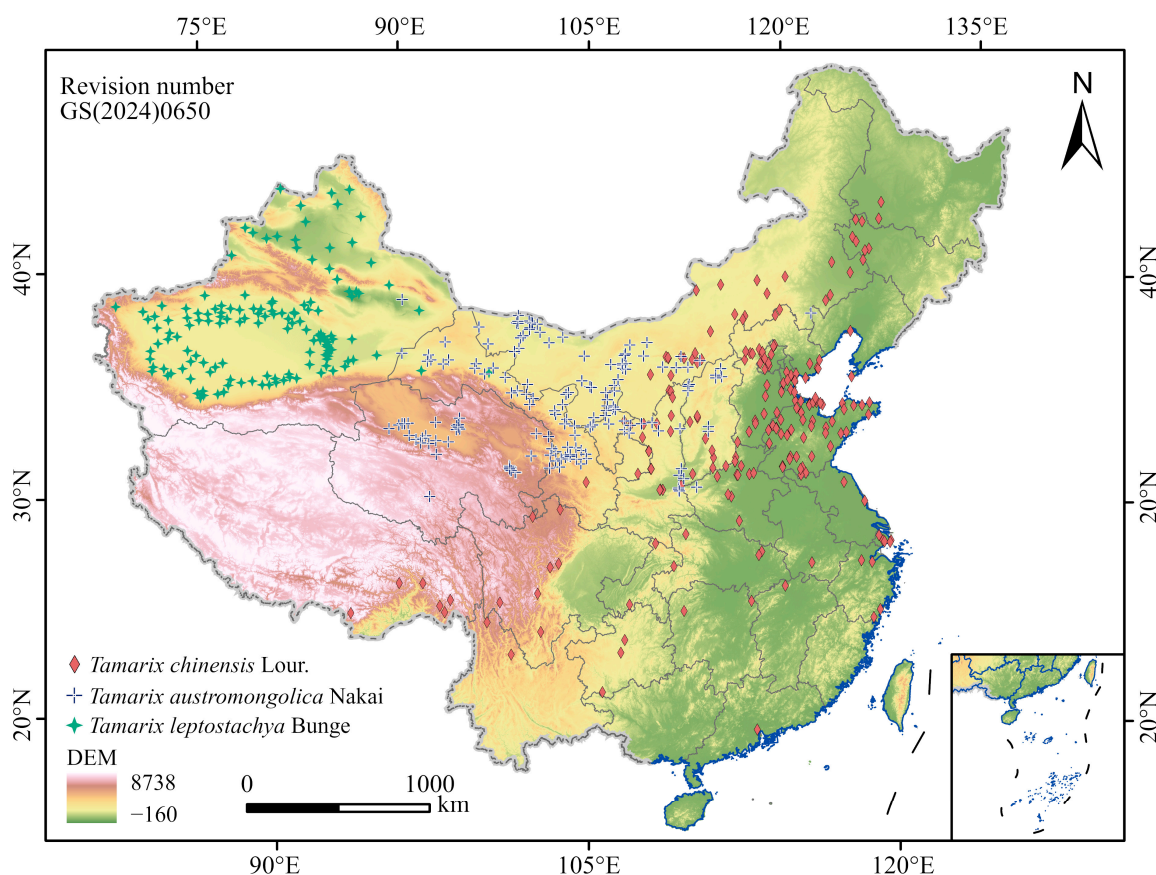 75°E 90°E 105°E 120°E 135°E
Revision number
GS(2024)0650
N
40°N 40°N
30°N 20°N
20°N 20°N
Tamarix chinensis Lour.
Tamarix austromongolica Nakai
Tamarix leptostachya Bunge
DEM
8738
−160
0 1000
km
90°E 105°E 120°E